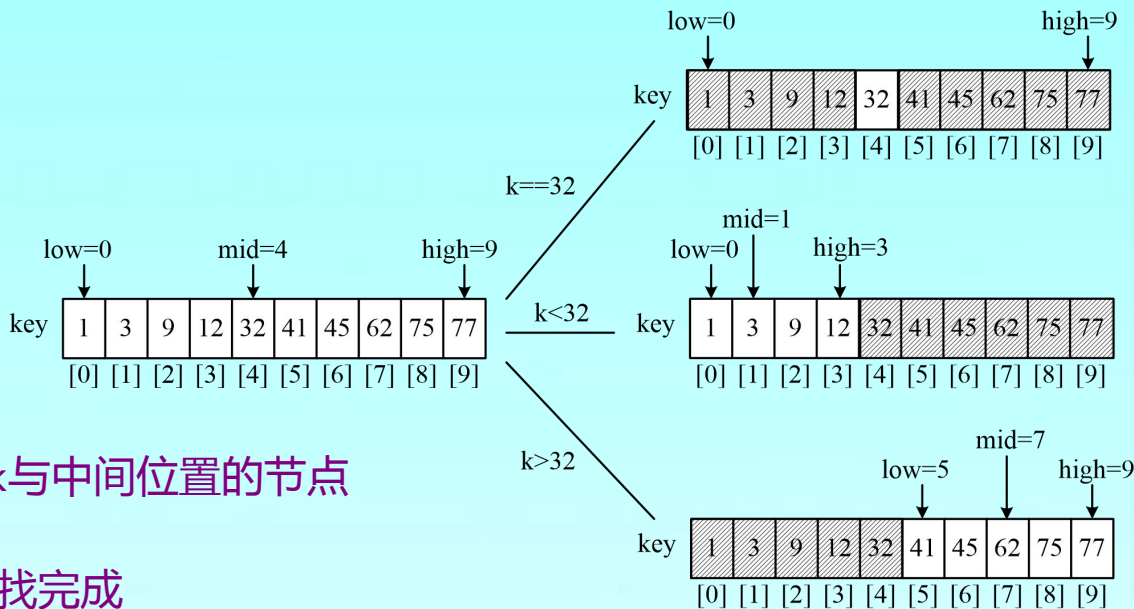 low=0 high=9
key 1 3 9 12 32 41 45 62 75 77
[0] [1] [2] [3] [4] [5] [6] [7] [8] [9]
k==32
mid=1
low=0 high=3
key 1 3 9 12 32 41 45 62 75 77
[0] [1] [2] [3] [4] [5] [6] [7] [8] [9]
low=0 mid=4 high=9
key 1 3 9 12 32 41 45 62 75 77
[0] [1] [2] [3] [4] [5] [6] [7] [8] [9]
k<32
k>32
mid=7
low=5 high=9
key 1 3 9 12 32 41 45 62 75 77
[0] [1] [2] [3] [4] [5] [6] [7] [8] [9]
k与中间位置的节点
找完成